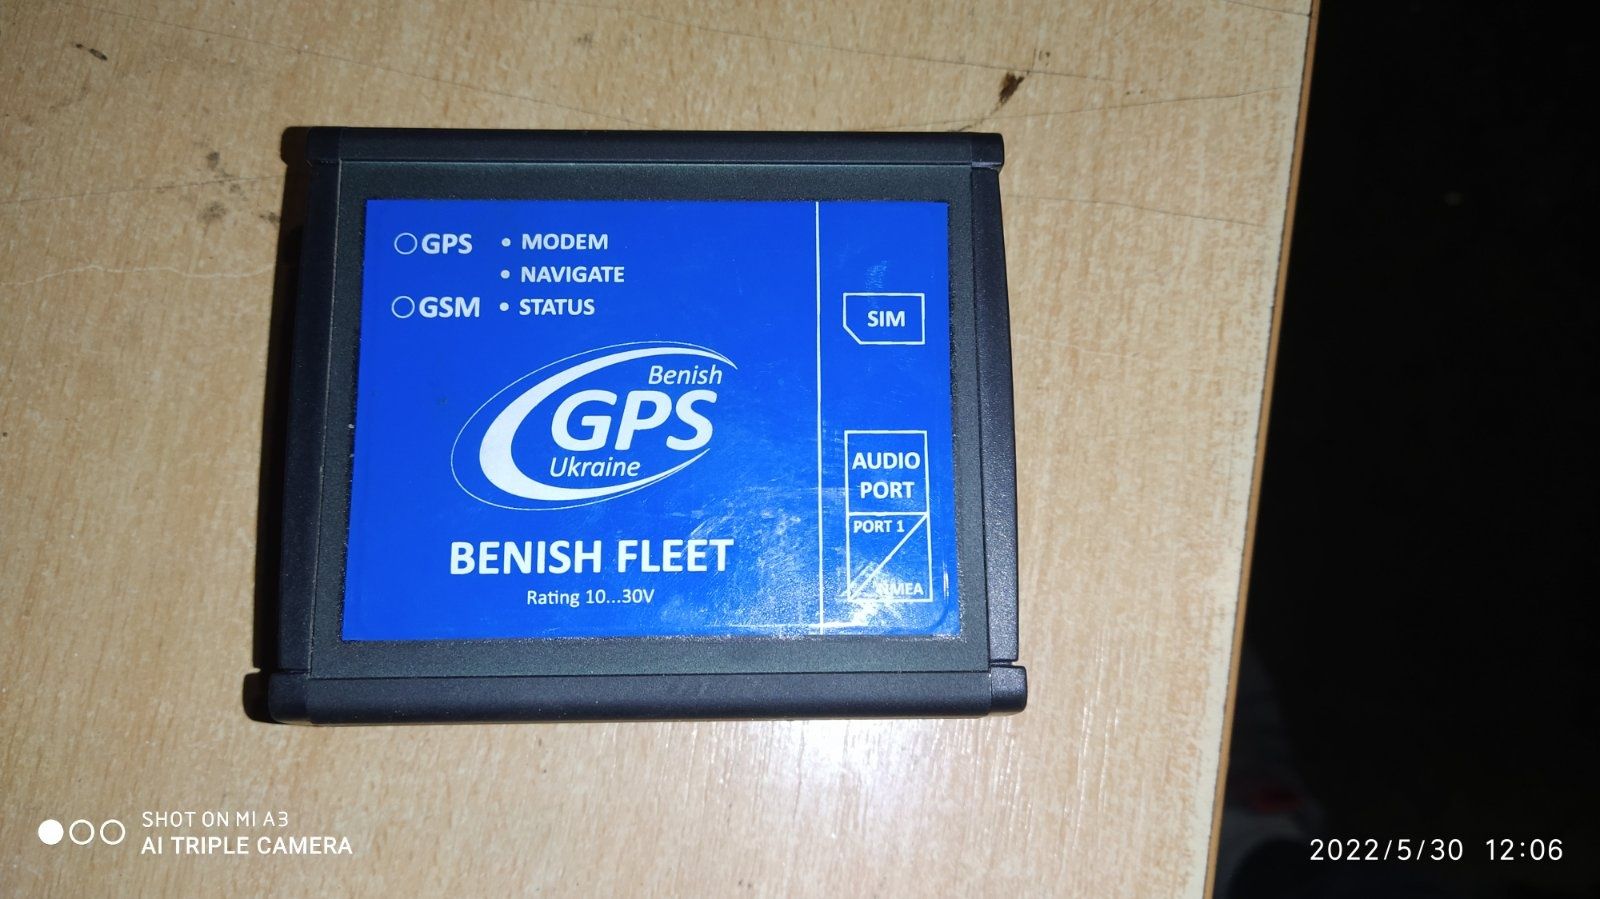 GPS • MODEM
• NAVIGATE
GSM • STATUS
SIM
Benish
GPS
Ukraine
AUDIO
PORT
PORT 1
NMEA
BENISH FLEET
Rating 10...30V
SHOT ON MI A3
AI TRIPLE CAMERA
2022/5/30 12:06